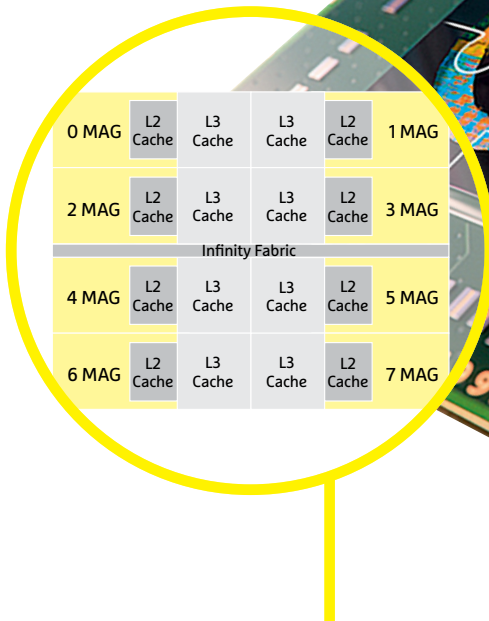 0 MAG L2 Cache L3 Cache L3 Cache L2 Cache 1 MAG
2 MAG L2 Cache L3 Cache L3 Cache L2 Cache 3 MAG
Infinity Fabric
4 MAG L2 Cache L3 Cache L3 Cache L2 Cache 5 MAG
6 MAG L2 Cache L3 Cache L3 Cache L2 Cache 7 MAG